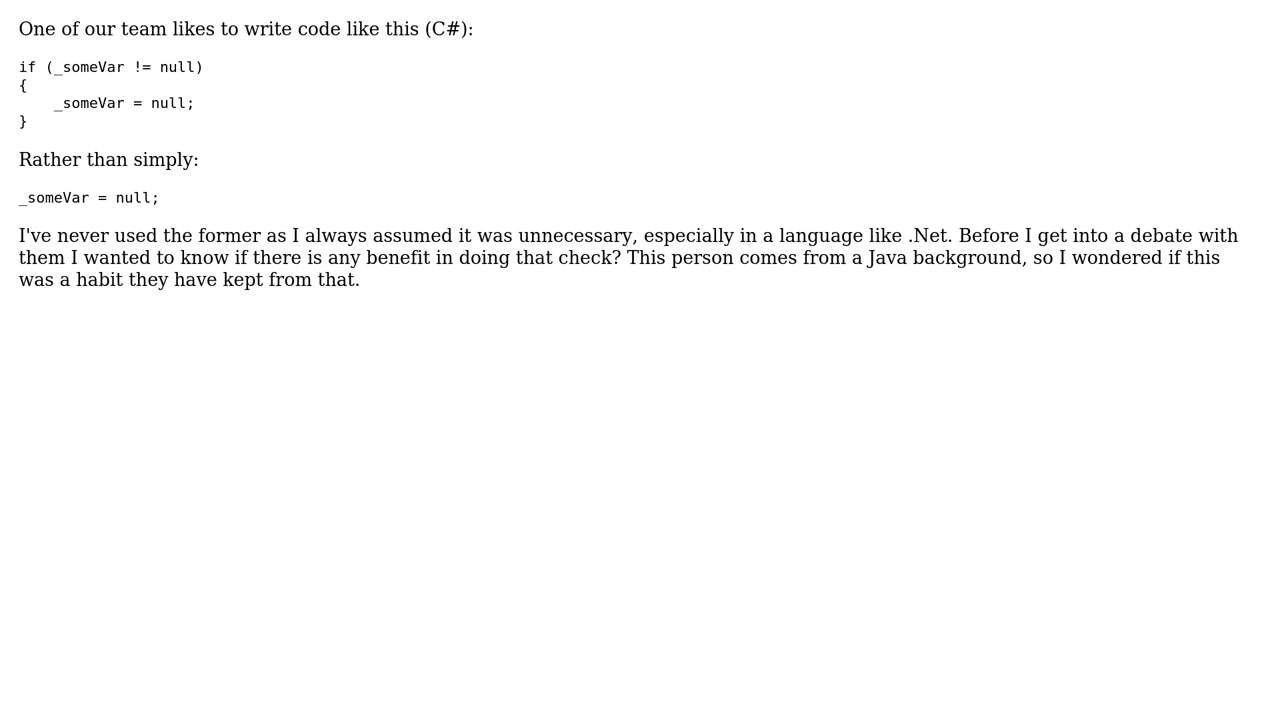 One of our team likes to write code like this (C#):
if (_someVar != null)
{
    _someVar = null;
}
Rather than simply:
_someVar = null;
I've never used the former as I always assumed it was unnecessary, especially in a language like .Net. Before I get into a debate with
them I wanted to know if there is any benefit in doing that check? This person comes from a Java background, so I wondered if this
was a habit they have kept from that.